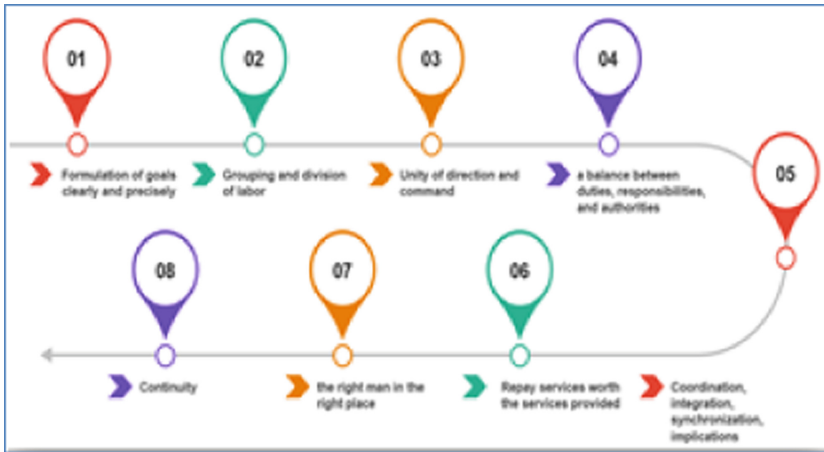 01
Formulation of goals
clearly and precisely
02
Grouping and division
of labor
03
Unity of direction and
command
04
a balance between
duties, responsibilities,
and authorities
05
Coordination,
integration,
synchronization,
implications
06
Repay services worth
the services provided
07
the right man in the
right place
08
Continuity